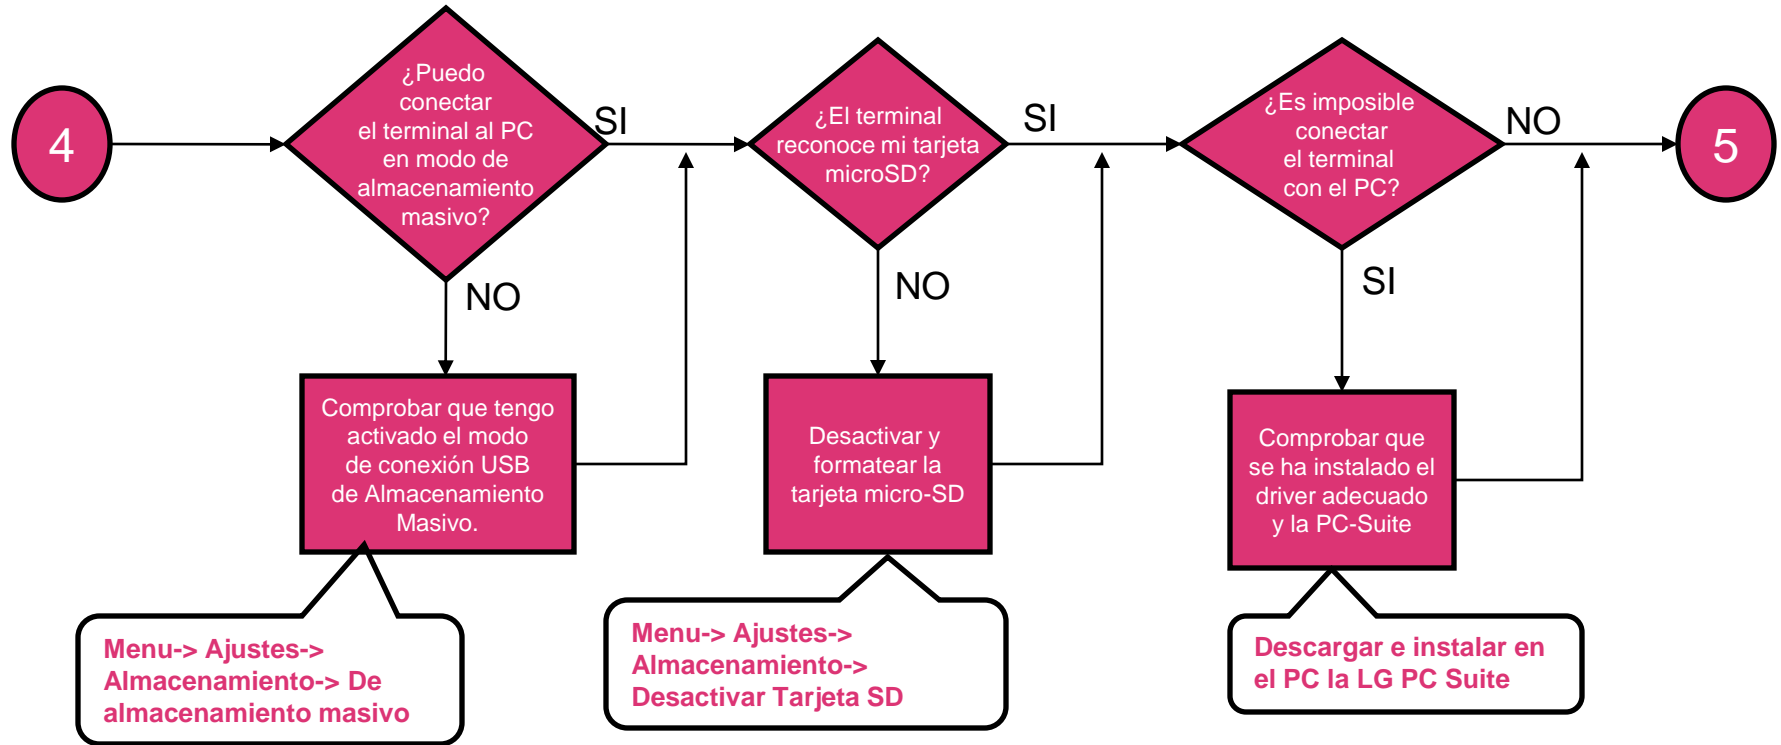 4
¿Puedo
conectar
el terminal al PC
en modo de
almacenamiento
masivo?
SI
NO
Comprobar que tengo
activado el modo
de conexión USB
de Almacenamiento
Masivo.
Menu-> Ajustes->
Almacenamiento-> De
almacenamiento masivo
¿El terminal
reconoce mi tarjeta
microSD?
SI
NO
Desactivar y
formatear la
tarjeta micro-SD
Menu-> Ajustes->
Almacenamiento->
Desactivar Tarjeta SD
¿Es imposible
conectar
el terminal
con el PC?
NO
SI
Comprobar que
se ha instalado el
driver adecuado
y la PC-Suite
Descargar e instalar en
el PC la LG PC Suite
5